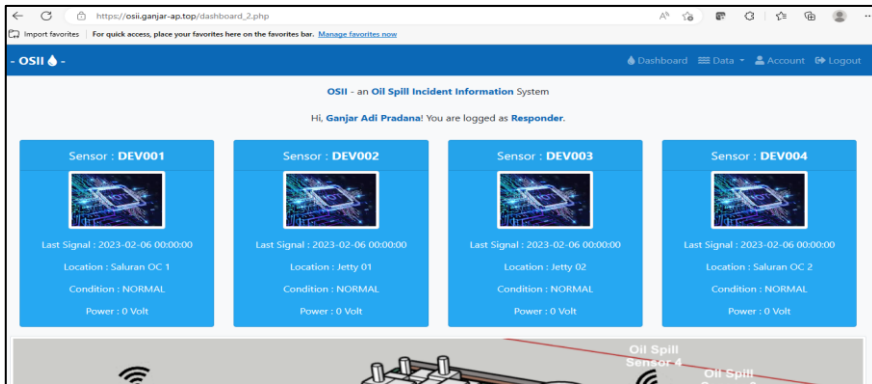 https://osii.ganjar-ap.top/dashboard_2.php
Import favorites For quick access, place your favorites here on the favorites bar. Manage favorites now
- OSII - Dashboard Data Account Logout
OSII - an Oil Spill Incident Information System
Hi, Ganjar Adi Pradana! You are logged as Responder.
Sensor : DEV001
IOT
Last Signal : 2023-02-06 00:00:00
Location : Saluran OC 1
Condition : NORMAL
Power : 0 Volt
Sensor : DEV002
IOT
Last Signal : 2023-02-06 00:00:00
Location : Jetty 01
Condition : NORMAL
Power : 0 Volt
Sensor : DEV003
IOT
Last Signal : 2023-02-06 00:00:00
Location : Jetty 02
Condition : NORMAL
Power : 0 Volt
Sensor : DEV004
IOT
Last Signal : 2023-02-06 00:00:00
Location : Saluran OC 2
Condition : NORMAL
Power : 0 Volt
Oil Spill
Sensor 4
Oil Spill